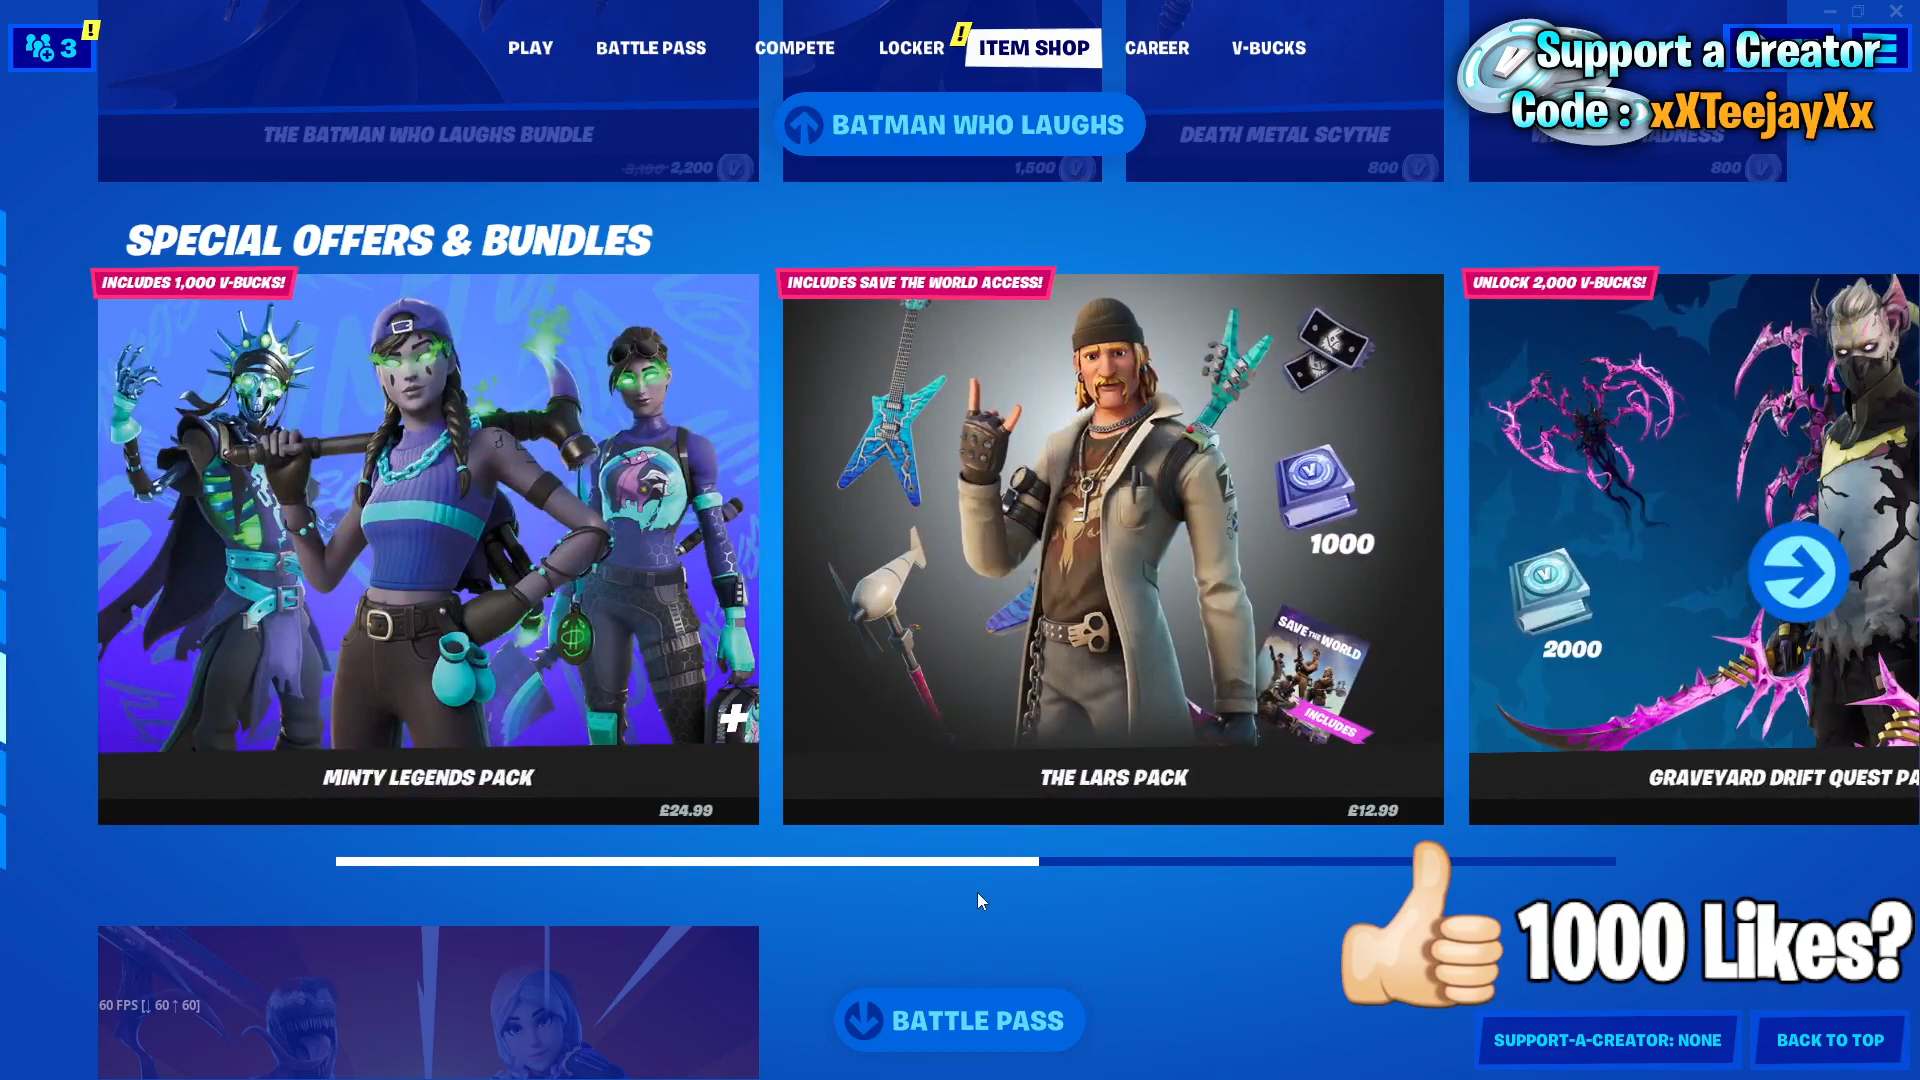 3
!
PLAY
BATTLE PASS
COMPETE
LOCKER
!
ITEM SHOP
CAREER
V-BUCKS
Support a Creator
Code : xXTeejayXx
THE BATMAN WHO LAUGHS BUNDLE
BATMAN WHO LAUGHS
DEATH METAL SCYTHE
3,100 2,200
1,500
800
800
SPECIAL OFFERS & BUNDLES
INCLUDES 1,000 V-BUCKS!
INCLUDES SAVE THE WORLD ACCESS!
UNLOCK 2,000 V-BUCKS!
1000
SAVE THE WORLD
INCLUDES
2000
MINTY LEGENDS PACK
£24.99
THE LARS PACK
£12.99
GRAVEYARD DRIFT QUEST PA
1000 Likes?
60 FPS [↓ 60 ↑ 60]
BATTLE PASS
SUPPORT-A-CREATOR: NONE
BACK TO TOP